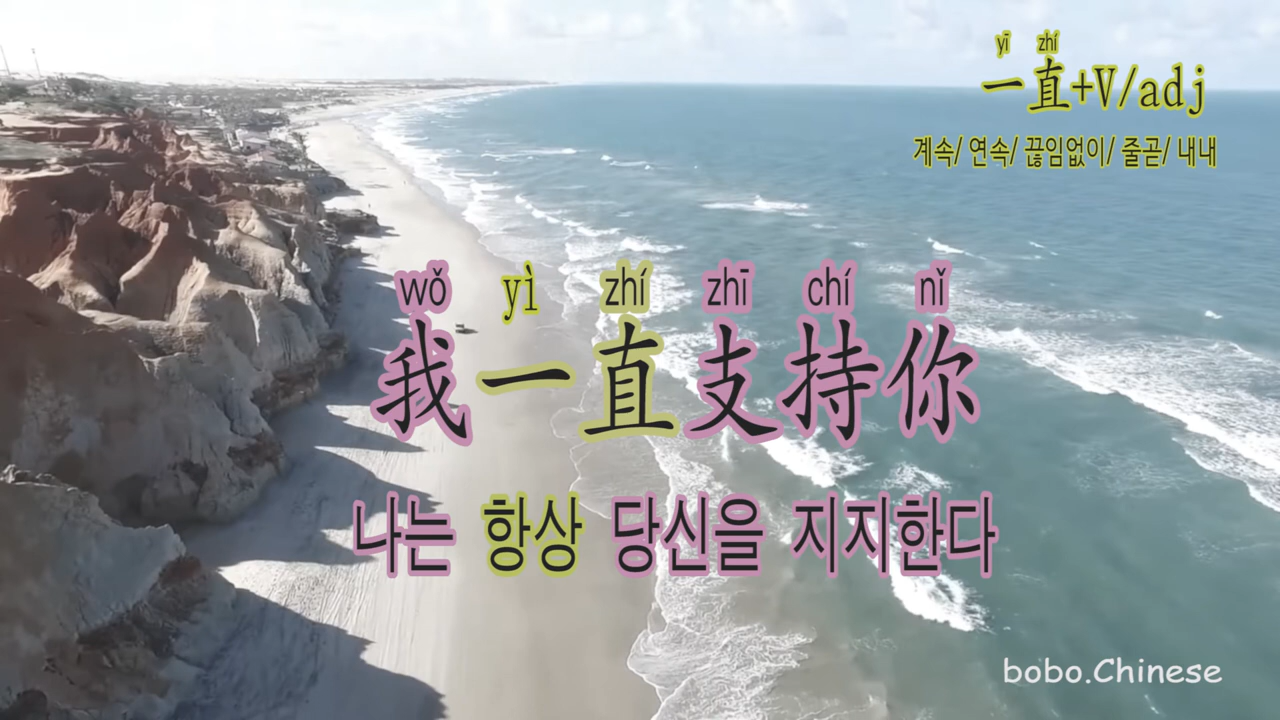 yī zhí
一直+V/adj
계속/ 연속/ 끊임없이/ 줄곧/ 내내
wǒ yì zhí zhī chí nǐ
我一直支持你
나는 항상 당신을 지지한다
bobo.Chinese